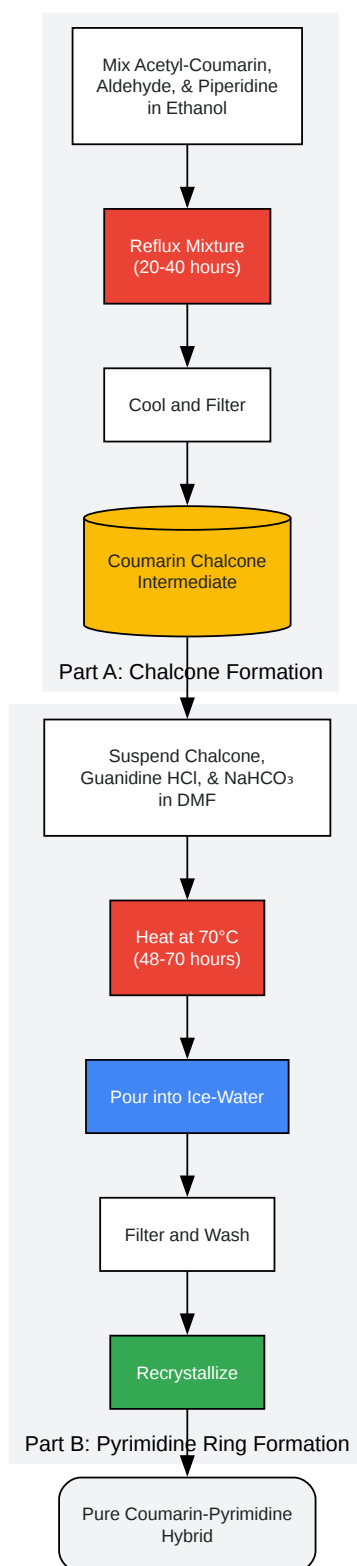 Mix Acetyl-Coumarin,
Aldehyde, & Piperidine
in Ethanol
Reflux Mixture
(20-40 hours)
Cool and Filter
Coumarin Chalcone
Intermediate
Part A: Chalcone Formation
Suspend Chalcone,
Guanidine HCl, & NaHCO₃
in DMF
Heat at 70°C
(48-70 hours)
Pour into Ice-Water
Filter and Wash
Recrystallize
Part B: Pyrimidine Ring Formation
Pure Coumarin-Pyrimidine
Hybrid